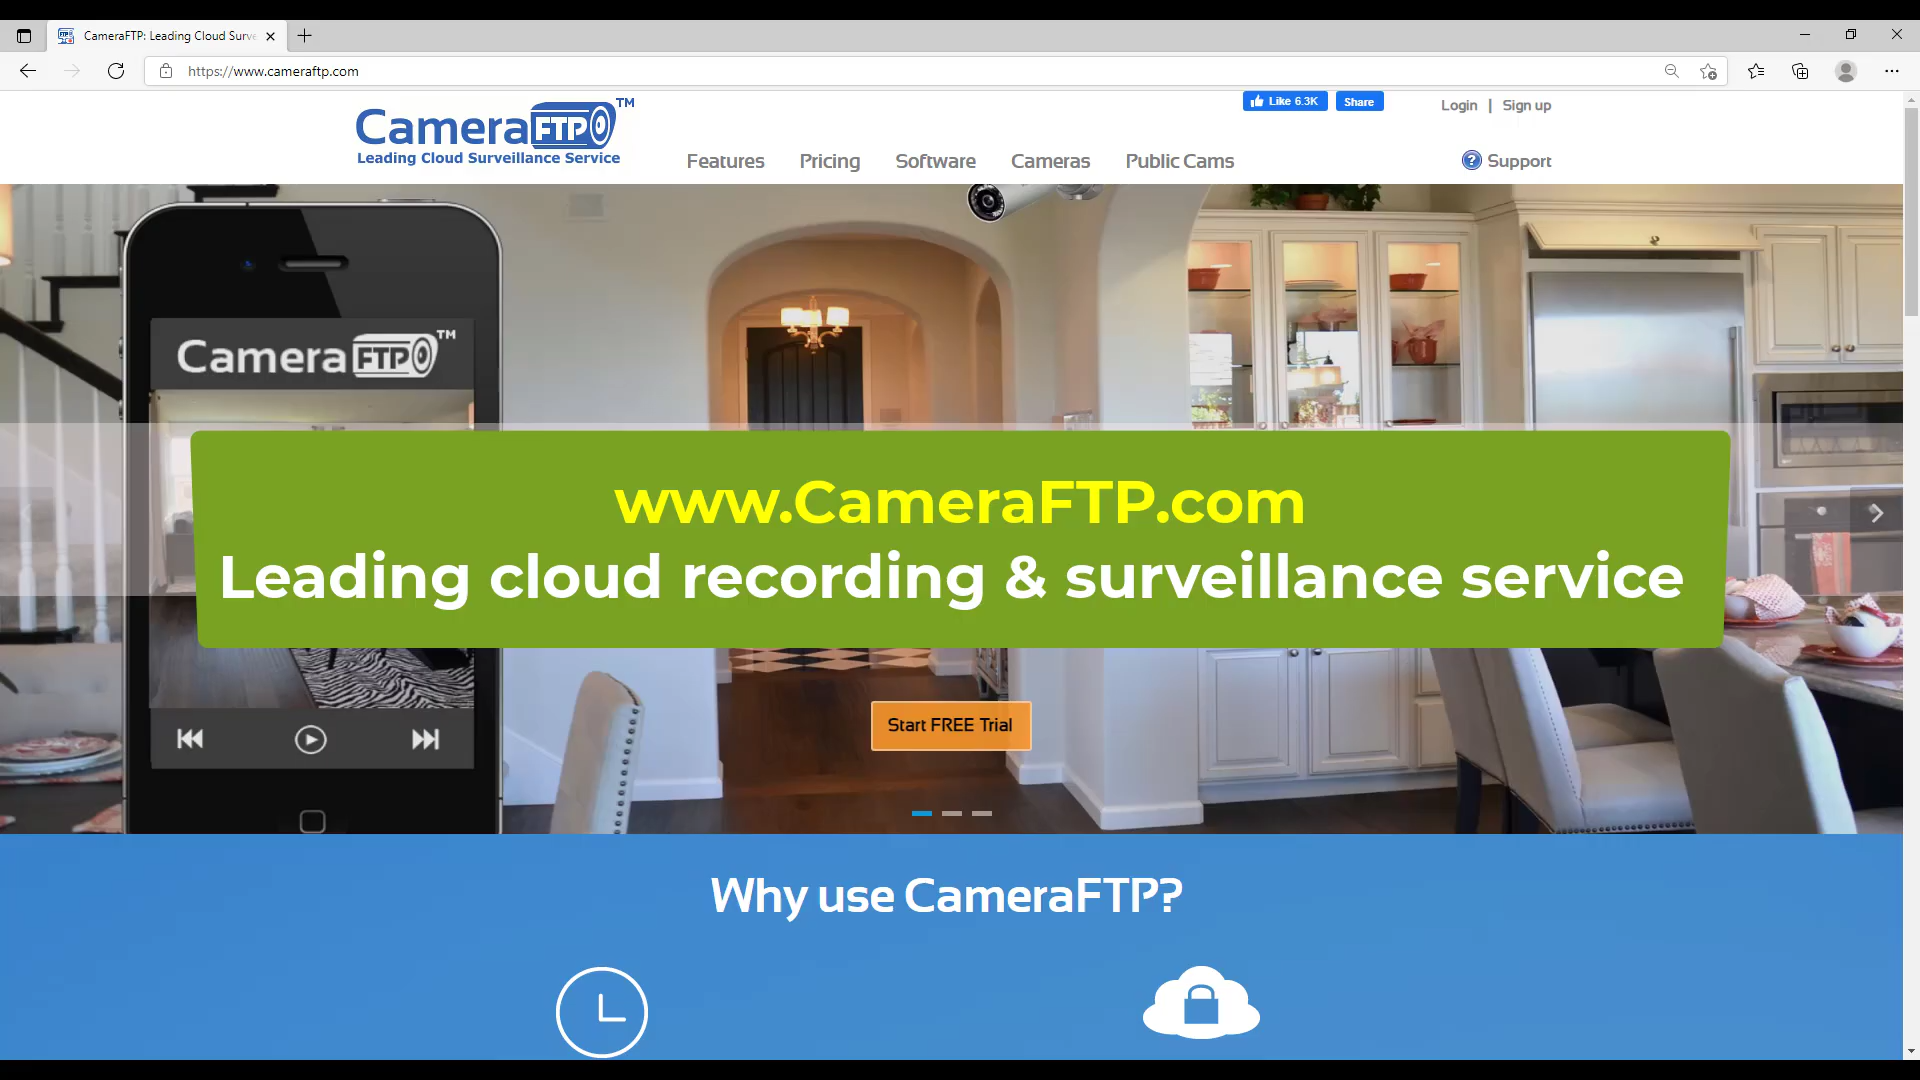 CameraFTP: Leading Cloud Surve
https://www.cameraftp.com
CameraFTP™
Leading Cloud Surveillance Service
Like 6.3K Share
Login | Sign up
Features Pricing Software Cameras Public Cams
? Support
CameraFTP™
www.CameraFTP.com
Leading cloud recording & surveillance service
Start FREE Trial
Why use CameraFTP?